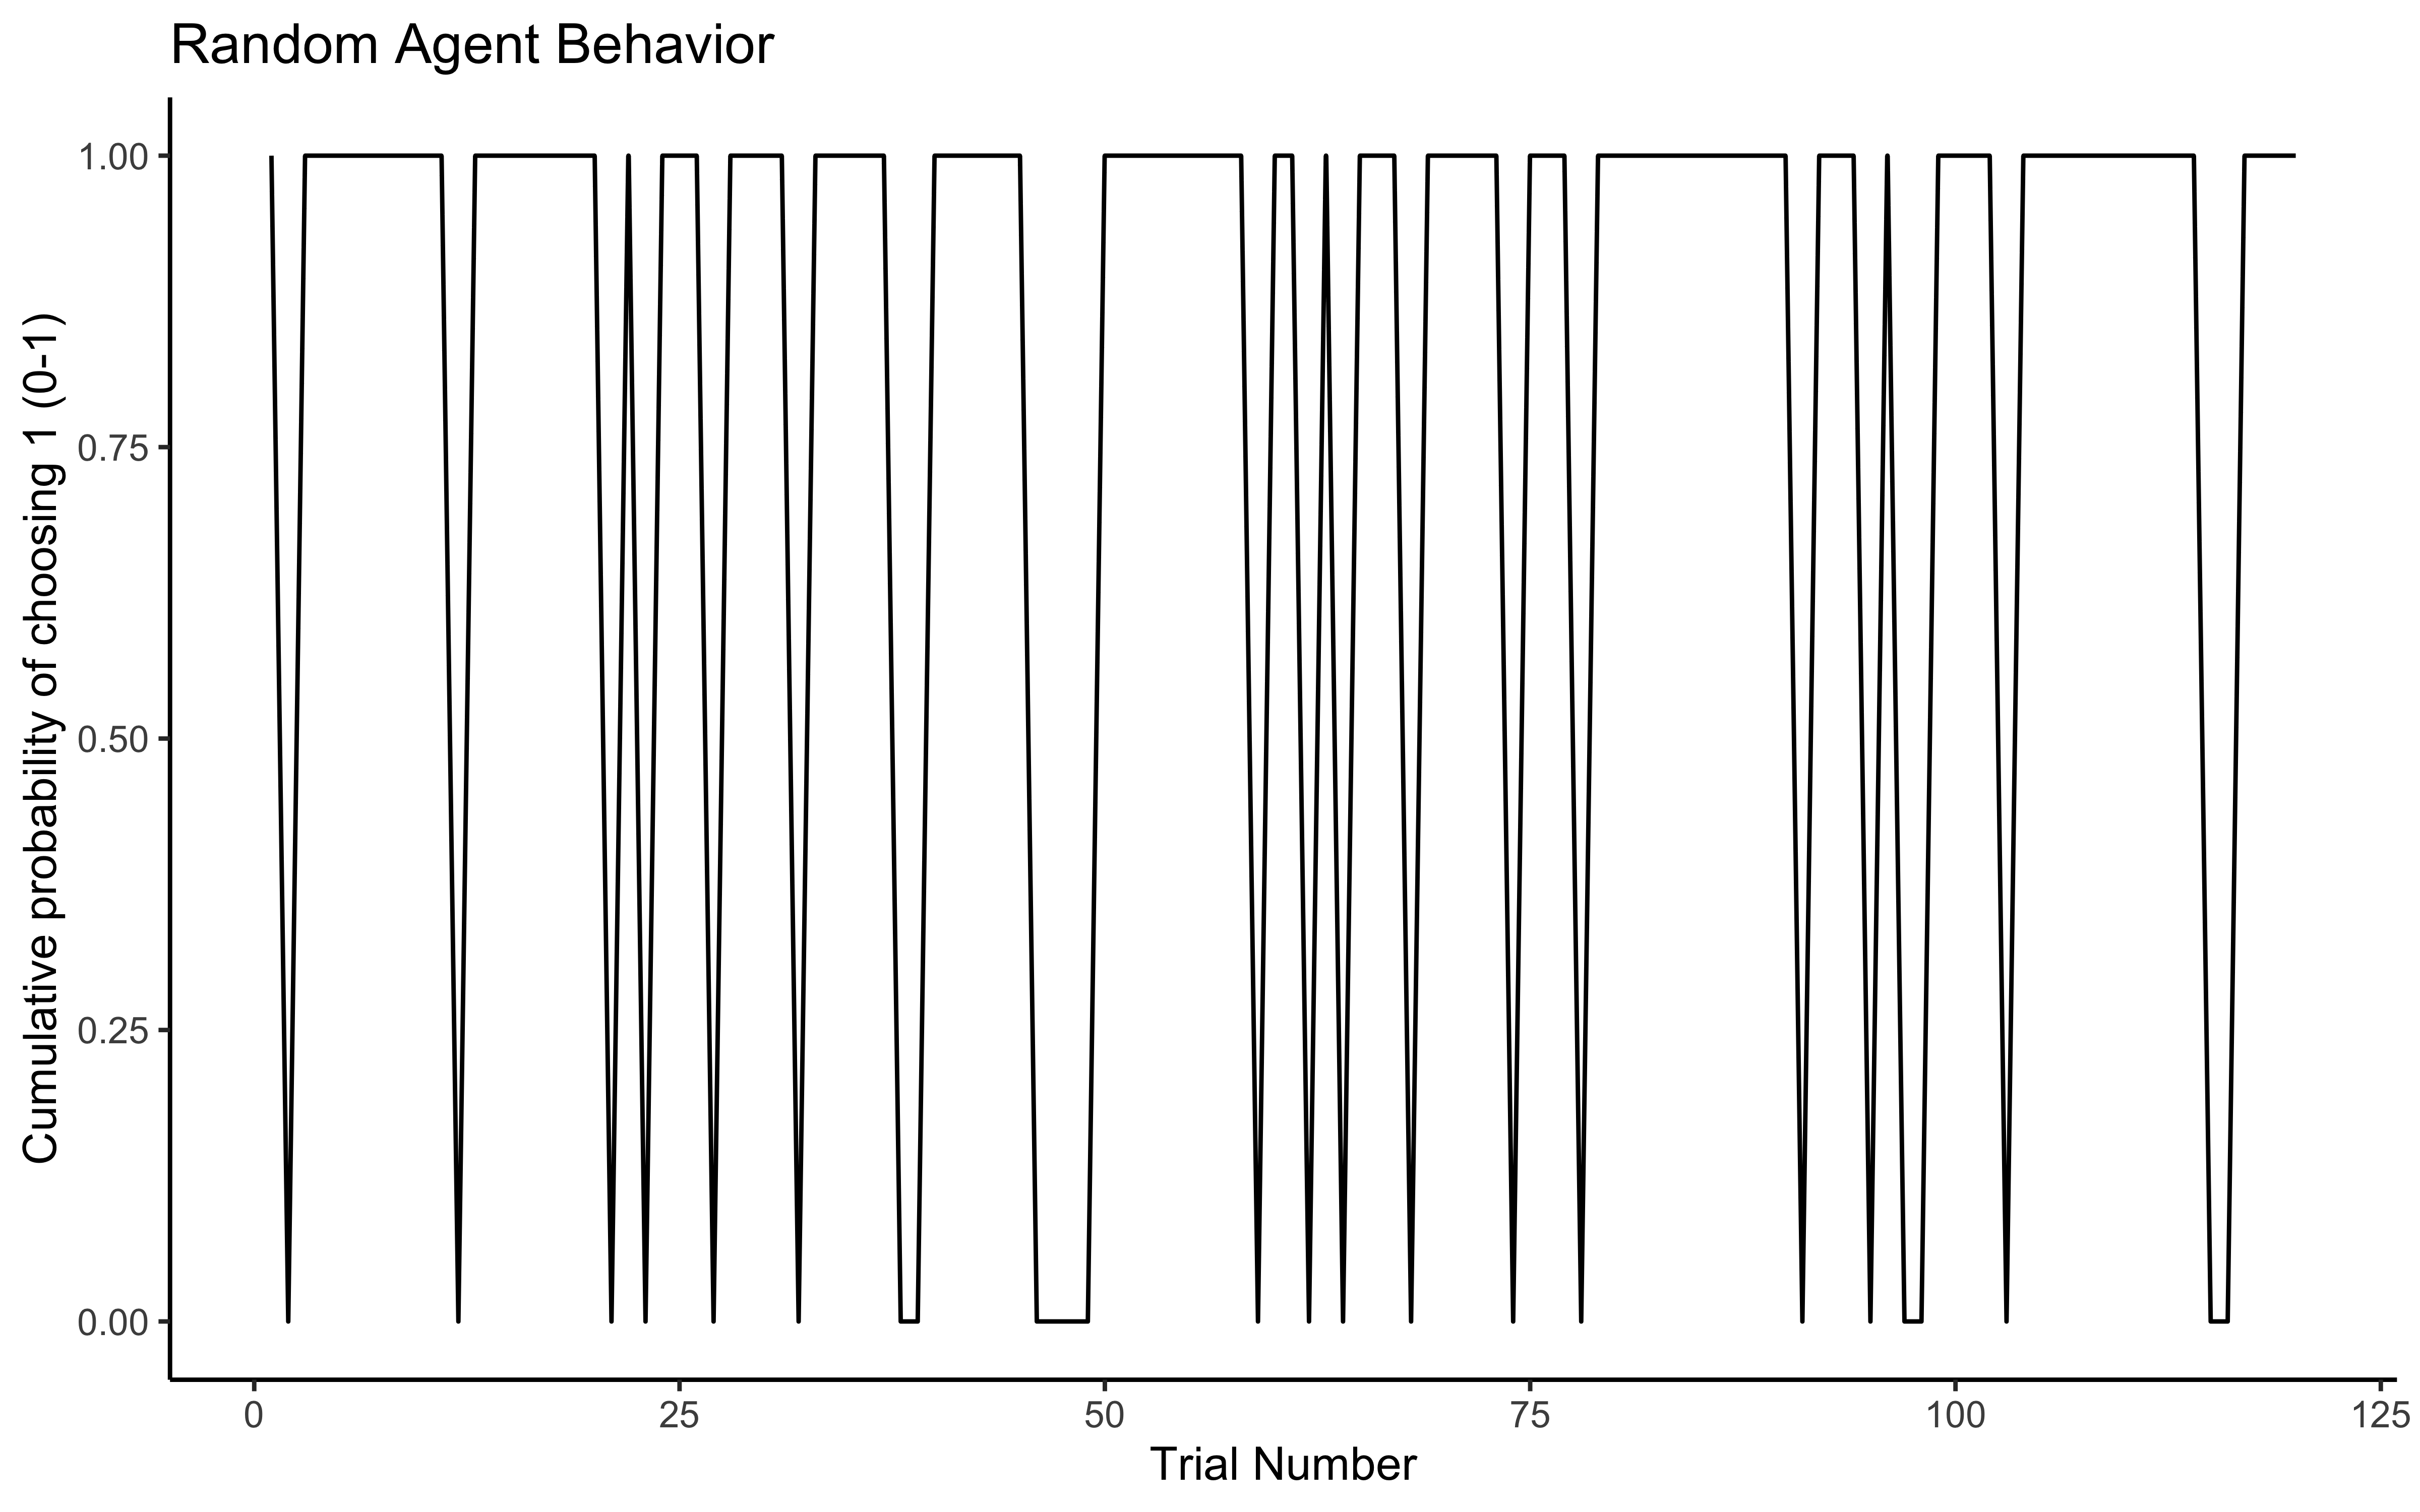 Random Agent Behavior
Cumulative probability of choosing 1 (0-1)
1.00
0.75
0.50
0.25
0.00
0 25 50 75 100 125
Trial Number